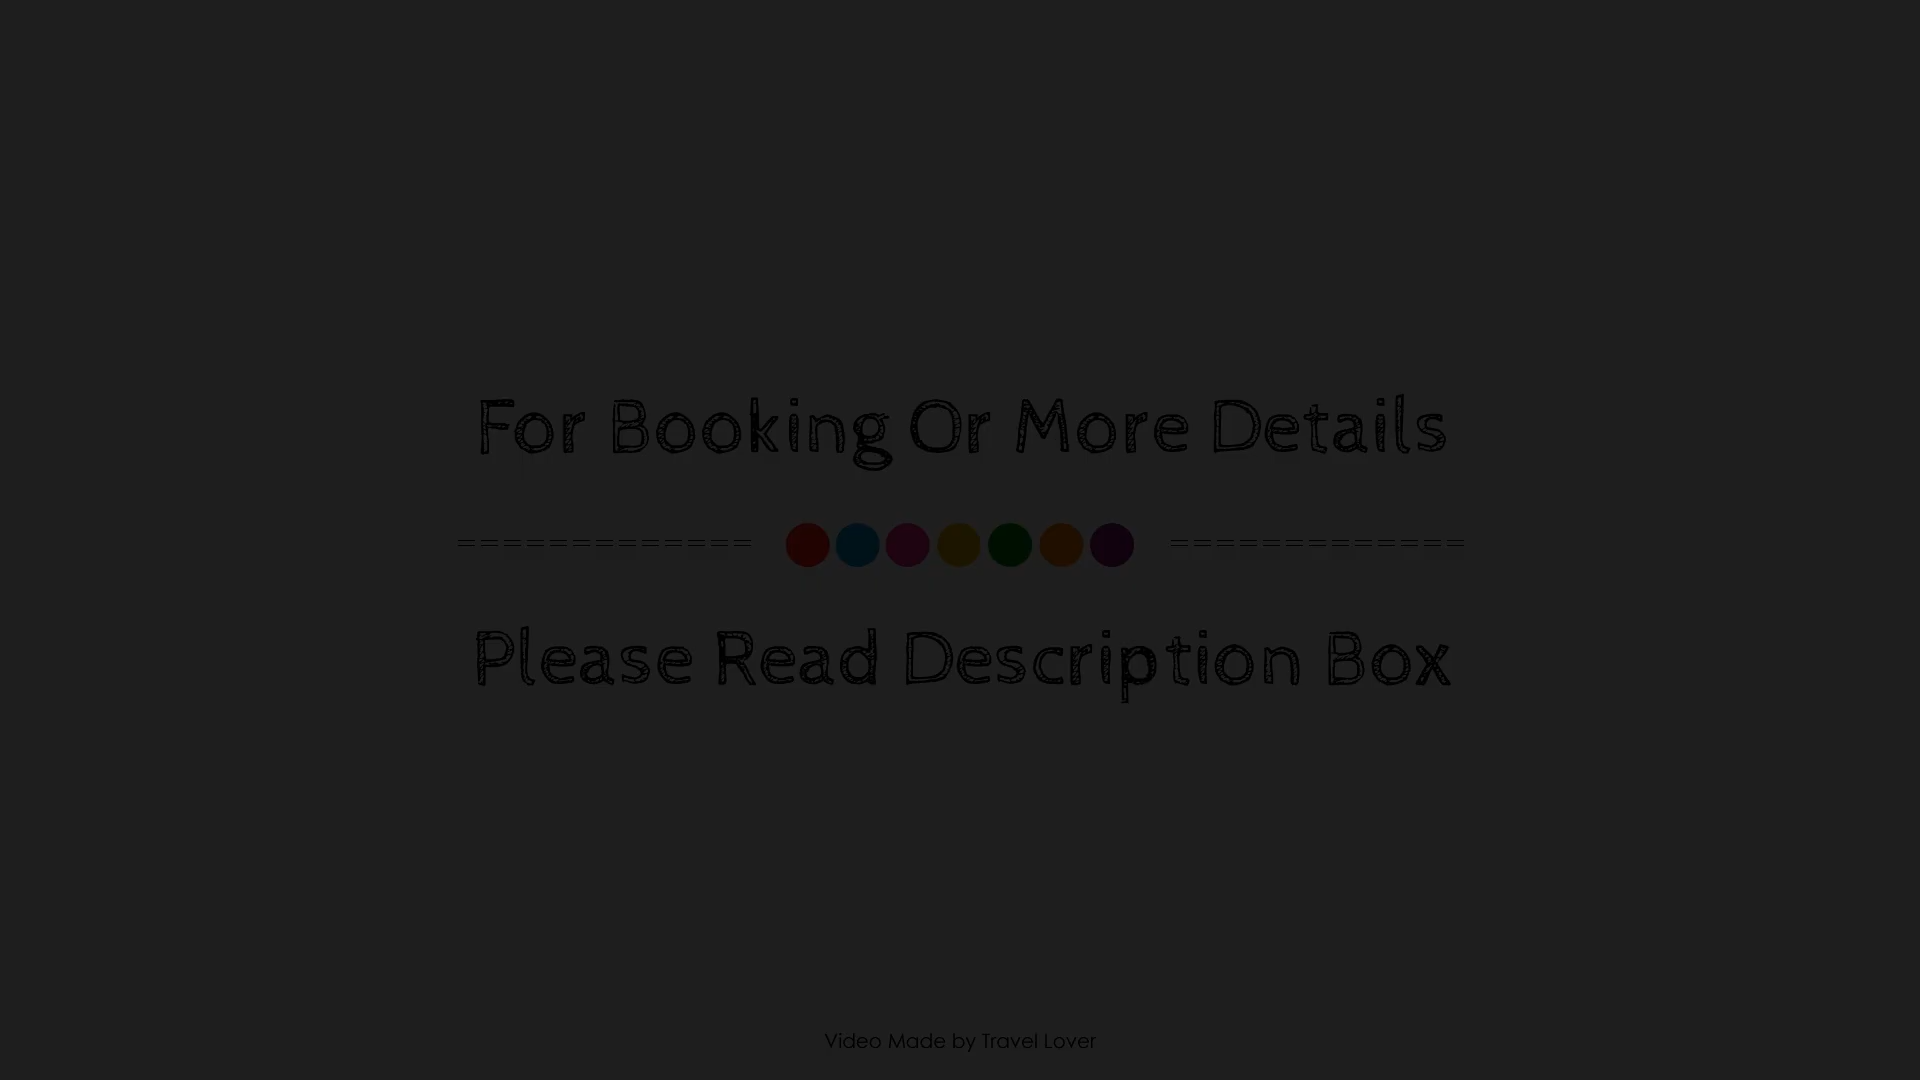 For Booking Or More Details
============= =============
Please Read Description Box
Video Made by Travel Lover